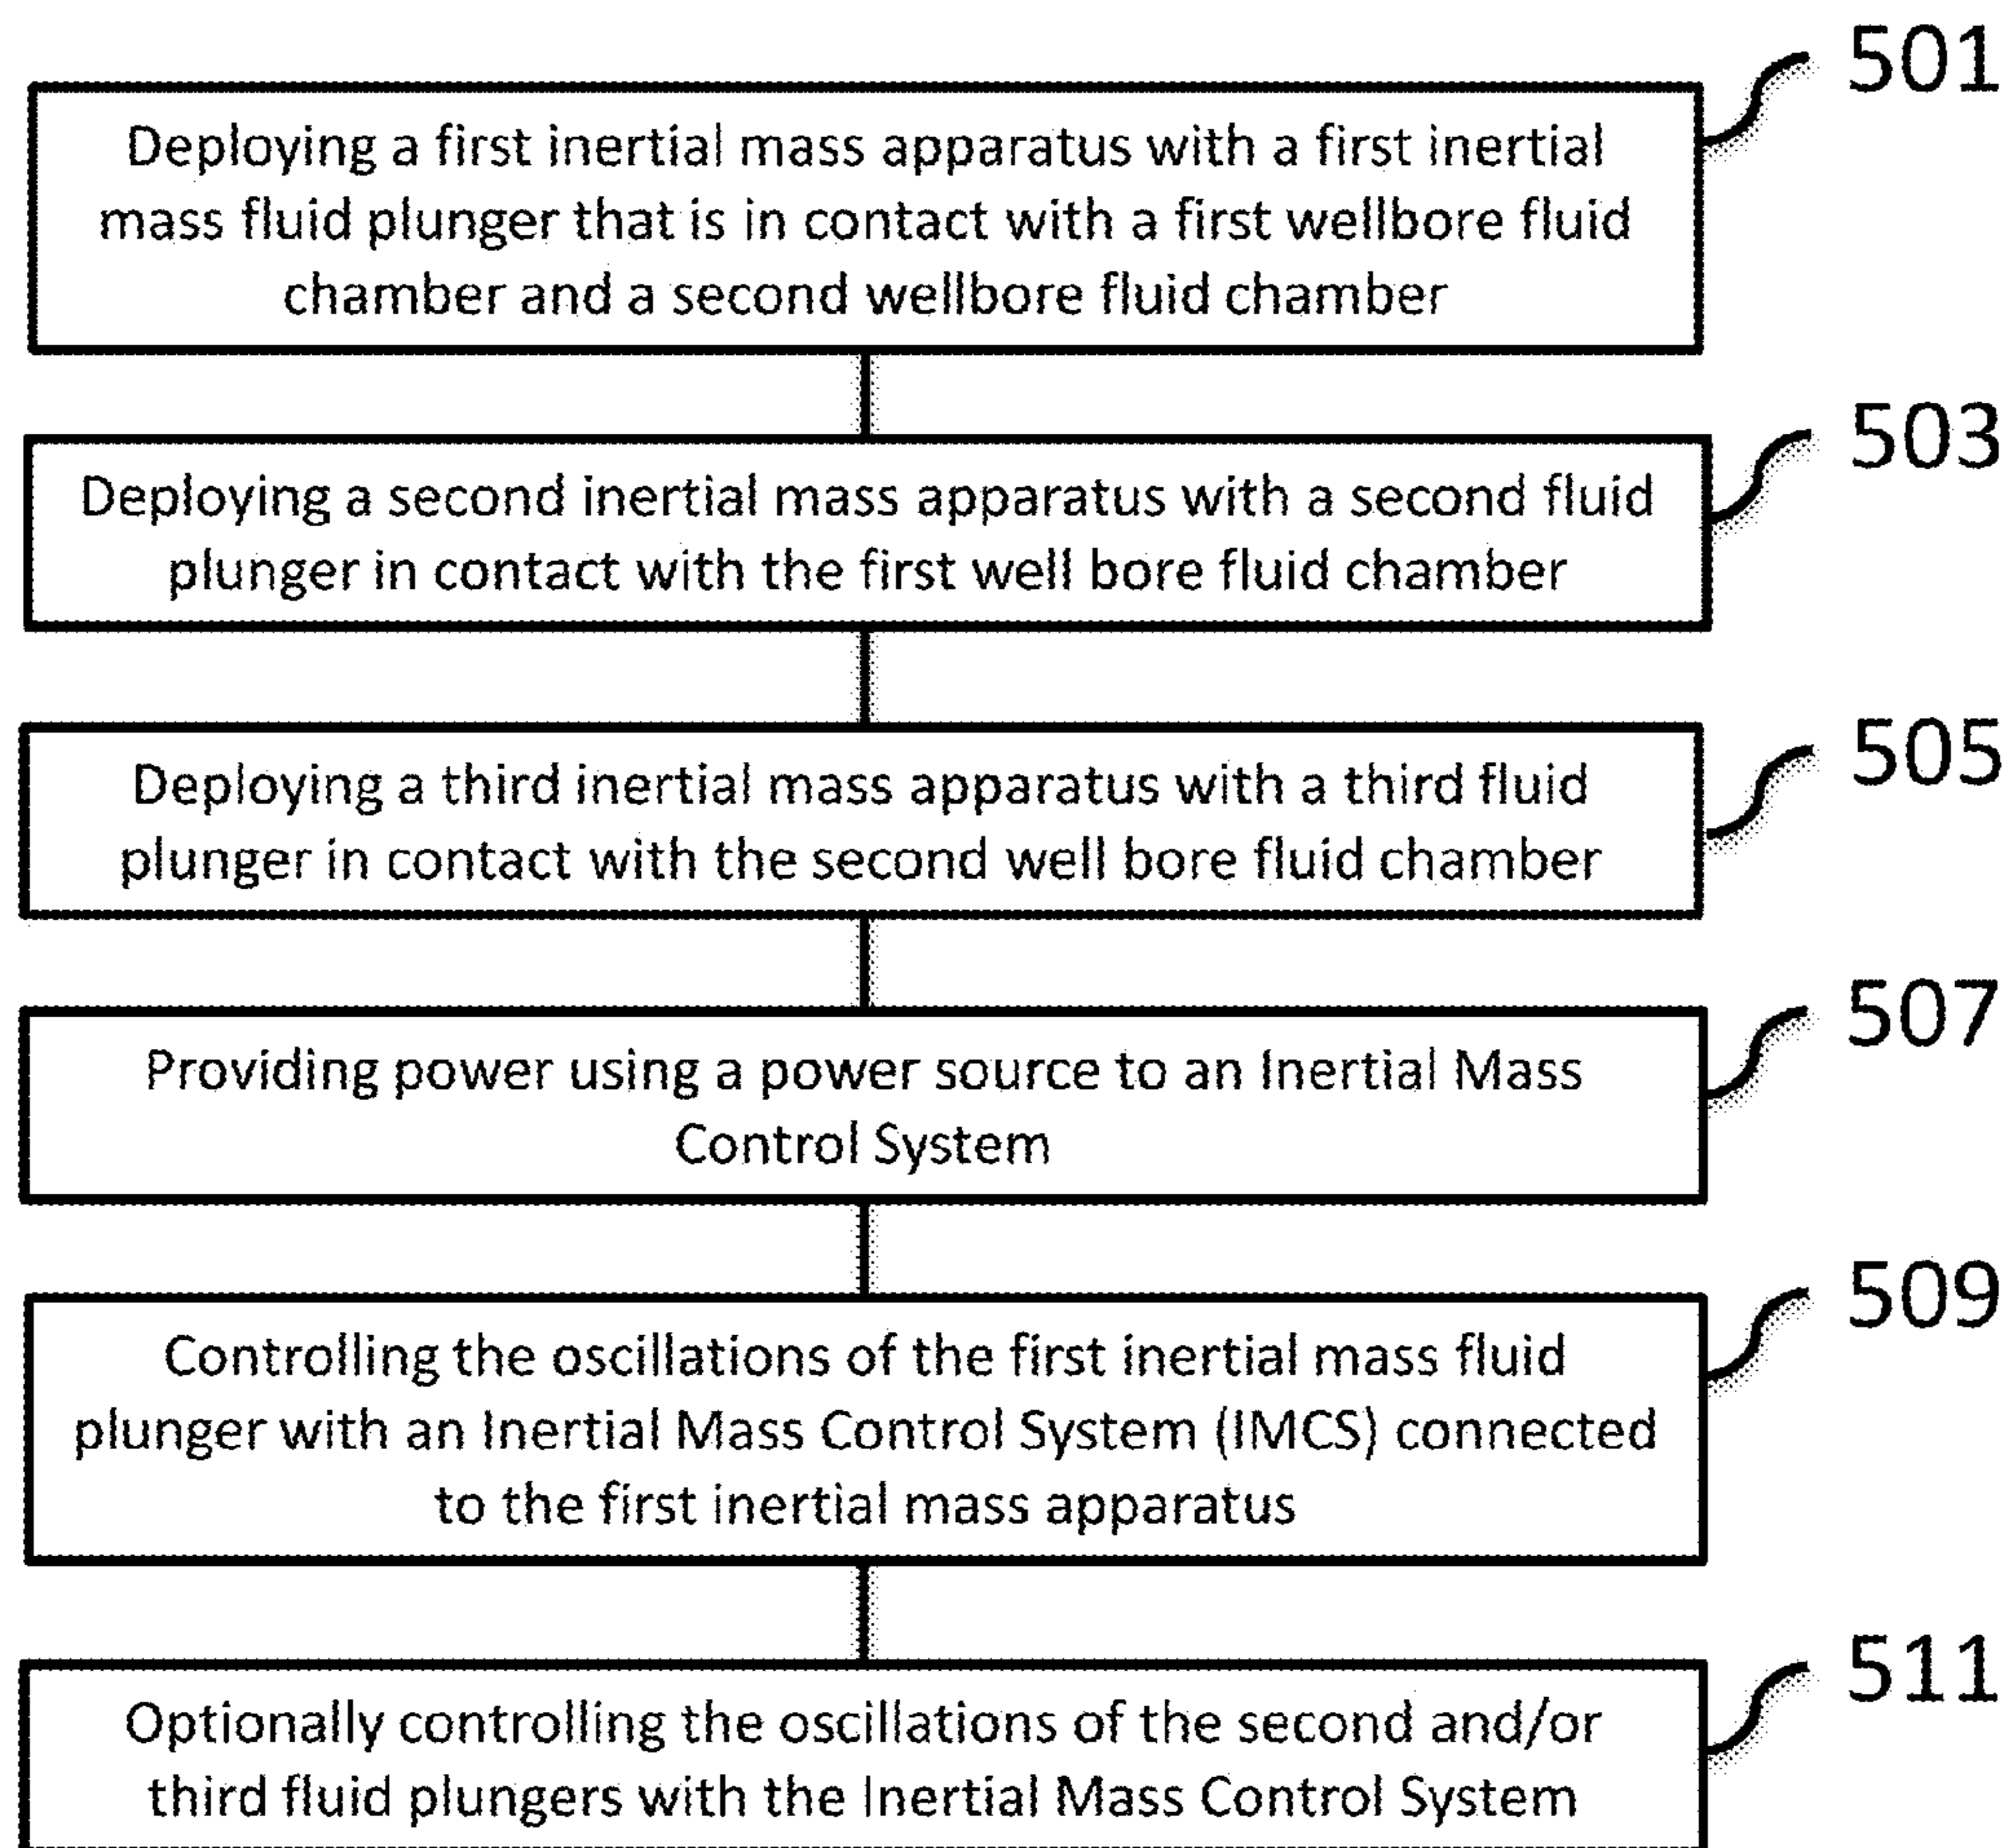 501
Deploying a first inertial mass apparatus with a first inertial
mass fluid plunger that is in contact with a first wellbore fluid
chamber and a second wellbore fluid chamber
503
Deploying a second inertial mass apparatus with a second fluid
plunger in contact with the first well bore fluid chamber
505
Deploying a third inertial mass apparatus with a third fluid
plunger in contact with the second well bore fluid chamber
507
Providing power using a power source to an Inertial Mass
Control System
509
Controlling the oscillations of the first inertial mass fluid
plunger with an Inertial Mass Control System (IMCS) connected
to the first inertial mass apparatus
511
Optionally controlling the oscillations of the second and/or
third fluid plungers with the Inertial Mass Control System